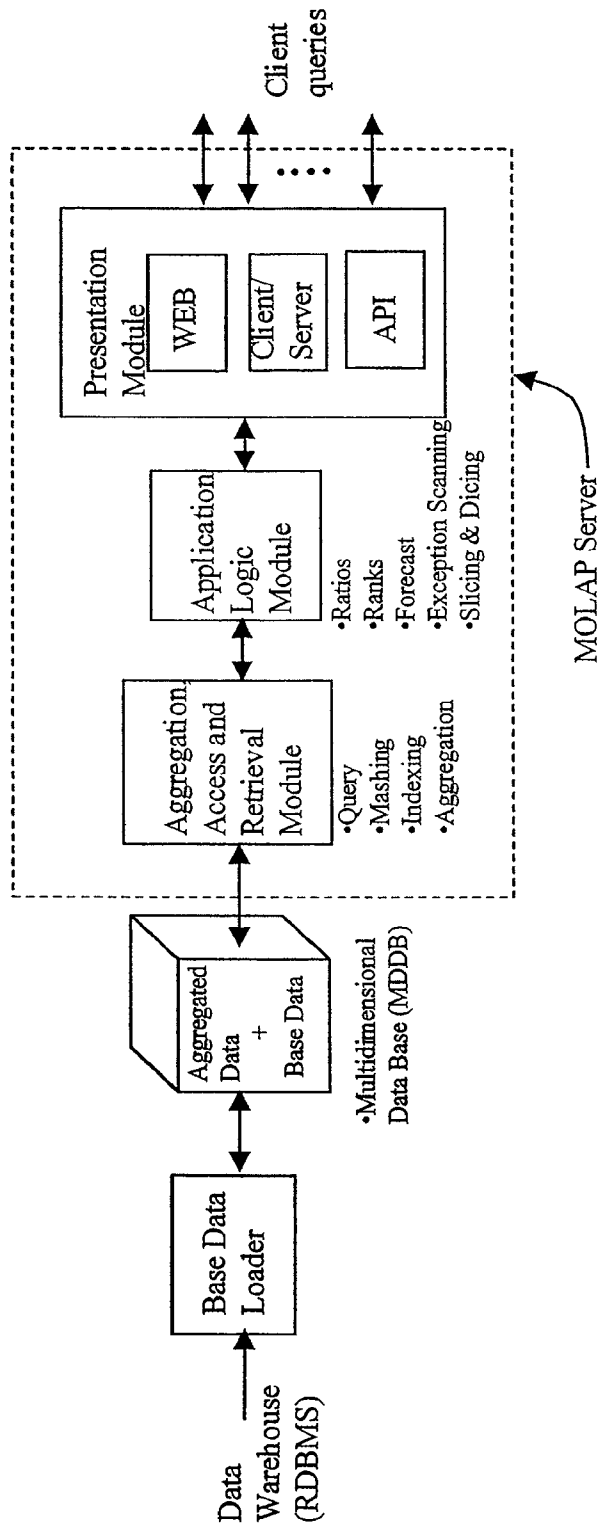 Data
Warehouse
(RDBMS)
Base Data
Loader
Aggregated
Data
+
Base Data
•Multidimensional
Data Base (MDDB)
Aggregation,
Access and
Retrieval
Module
•Query
•Mashing
•Indexing
•Aggregation
Application
Logic
Module
•Ratios
•Ranks
•Forecast
•Exception Scanning
•Slicing & Dicing
Presentation
Module
WEB
Client/
Server
API
Client
queries
MOLAP Server